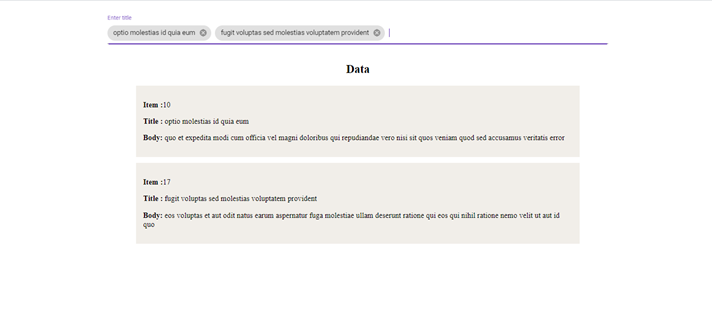 Enter title
optio molestias id quia eum fugit voluptas sed molestias voluptatem provident
Data
Item :10
Title : optio molestias id quia eum
Body: quo et expedita modi cum officia vel magni doloribus qui repudiandae vero nisi sit quos veniam quod sed accusamus veritatis error
Item :17
Title : fugit voluptas sed molestias voluptatem provident
Body: eos voluptas et aut odit natus earum aspernatur fuga molestiae ullam deserunt ratione qui eos qui nihil ratione nemo velit ut aut id
quo